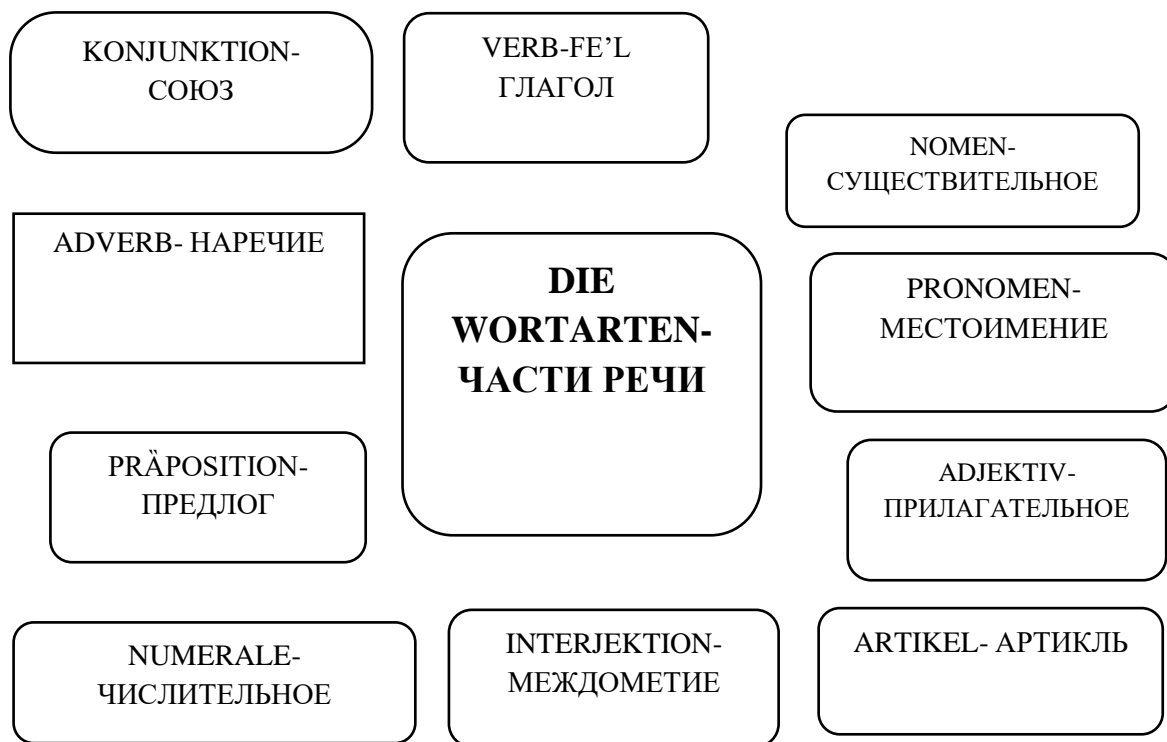 KONJUNKTION-
СОЮЗ
VERB-FE’L
ГЛАГОЛ
NOMEN-
СУЩЕСТВИТЕЛЬНОЕ
ADVERB- НАРЕЧИЕ
DIE
WORTARTEN-
ЧАСТИ РЕЧИ
PRONOMEN-
МЕСТОИМЕНИЕ
PRȀPOSITION-
ПРЕДЛОГ
ADJEKTIV-
ПРИЛАГАТЕЛЬНОЕ
NUMERALE-
ЧИСЛИТЕЛЬНОЕ
INTERJEKTION-
МЕЖДОМЕТИЕ
ARTIKEL- АРТИКЛЬ